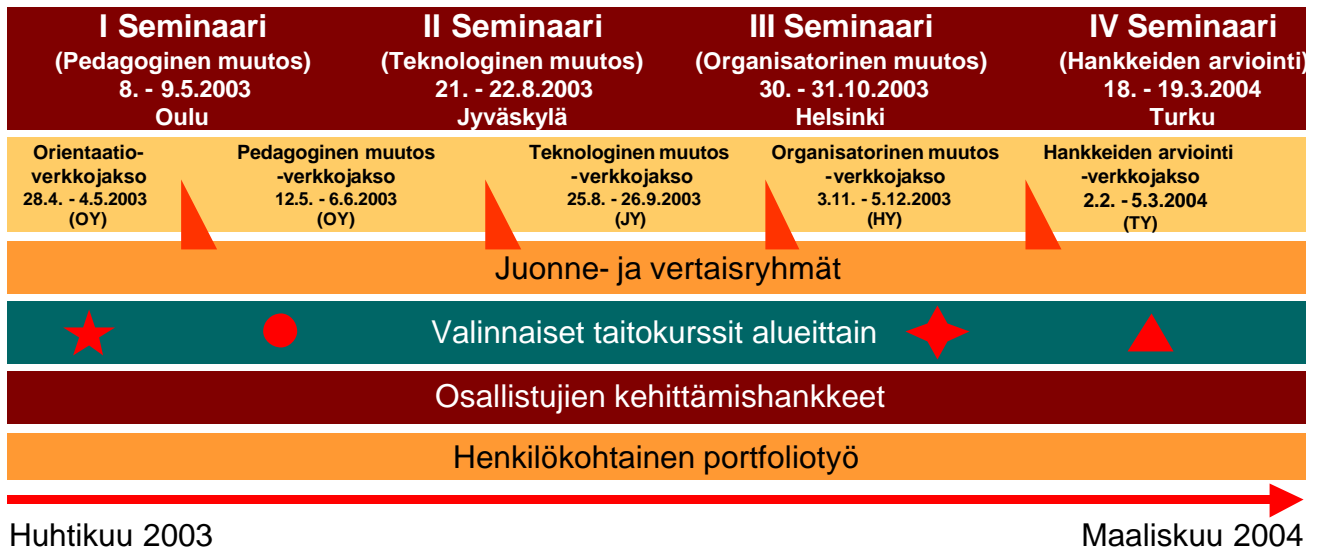 I Seminaari
(Pedagoginen muutos)
8. - 9.5.2003
Oulu
II Seminaari
(Teknologinen muutos)
21. - 22.8.2003
Jyväskylä
III Seminaari
(Organisatorinen muutos)
30. - 31.10.2003
Helsinki
IV Seminaari
(Hankkeiden arviointi)
18. - 19.3.2004
Turku
Orientaatio-
verkkojakso
28.4. - 4.5.2003
(OY)
Pedagoginen muutos
-verkkojakso
12.5. - 6.6.2003
(OY)
Teknologinen muutos
-verkkojakso
25.8. - 26.9.2003
(JY)
Organisatorinen muutos
-verkkojakso
3.11. - 5.12.2003
(HY)
Hankkeiden arviointi
-verkkojakso
2.2. - 5.3.2004
(TY)
Juonne- ja vertaisryhmät
Valinnaiset taitokurssit alueittain
Osallistujien kehittämishankkeet
Henkilökohtainen portfoliotyö
Huhtikuu 2003
Maaliskuu 2004